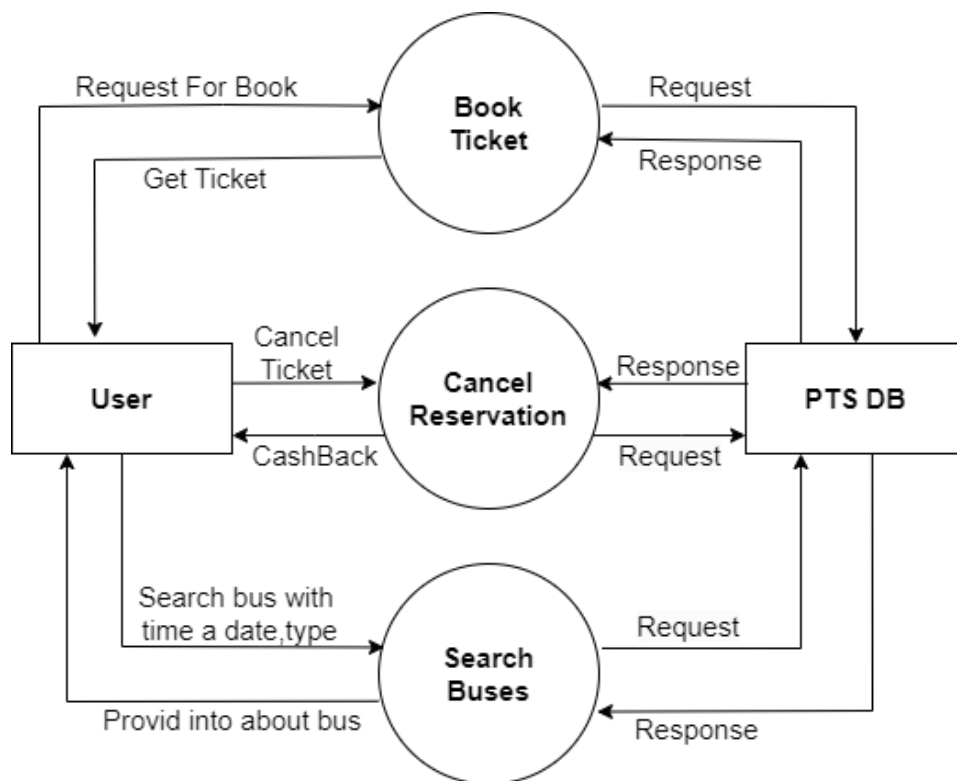 Request For Book
Request
Book
Ticket
Get Ticket
Response
Cancel
Ticket
User
CashBack
Cancel
Reservation
Response
Request
PTS DB
Search bus with
time a date,type
Request
Search
Buses
Provid into about bus
Response